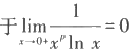 于 lim_{x→0+} 1/(x^p ln x) = 0